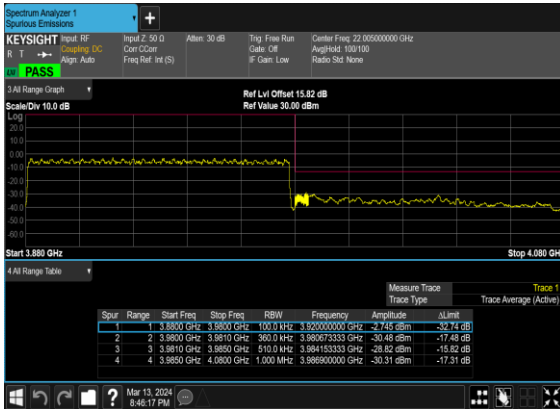 Spectrum Analyzer 1
Spurious Emissions
+
KEYSIGHT Input: RF Input Z: 50 Ω Atten: 30 dB Trig: Free Run Center Freq: 22.005000000 GHz
R T Coupling: DC Corr CCorr Gate: Off Avg|Hold: 100/100
Align: Auto Freq Ref: Int (S) IF Gain: Low Radio Std: None
PASS
3 All Range Graph
Ref Lvl Offset 15.82 dB
Scale/Div 10.0 dB Ref Value 30.00 dBm
Log
20.0
10.0
0.00
-10.0
-20.0
-30.0
-40.0
-50.0
-60.0
Start 3.880 GHz Stop 4.080 GH
4 All Range Table
Measure Trace Trace 1
Trace Type Trace Average (Active)
Spur Range Start Freq Stop Freq RBW Frequency Amplitude ΔLimit
1 1 3.8800 GHz 3.9800 GHz 100.0 kHz 3.920000000 GHz -2.745 dBm -32.74 dB
2 2 3.9800 GHz 3.9810 GHz 360.0 kHz 3.980673333 GHz -30.48 dBm -17.48 dB
3 3 3.9810 GHz 3.9850 GHz 510.0 kHz 3.984153333 GHz -28.82 dBm -15.82 dB
4 4 3.9850 GHz 4.0800 GHz 1.000 MHz 3.986900000 GHz -30.31 dBm -17.31 dB
?
Mar 13, 2024
8:46:17 PM